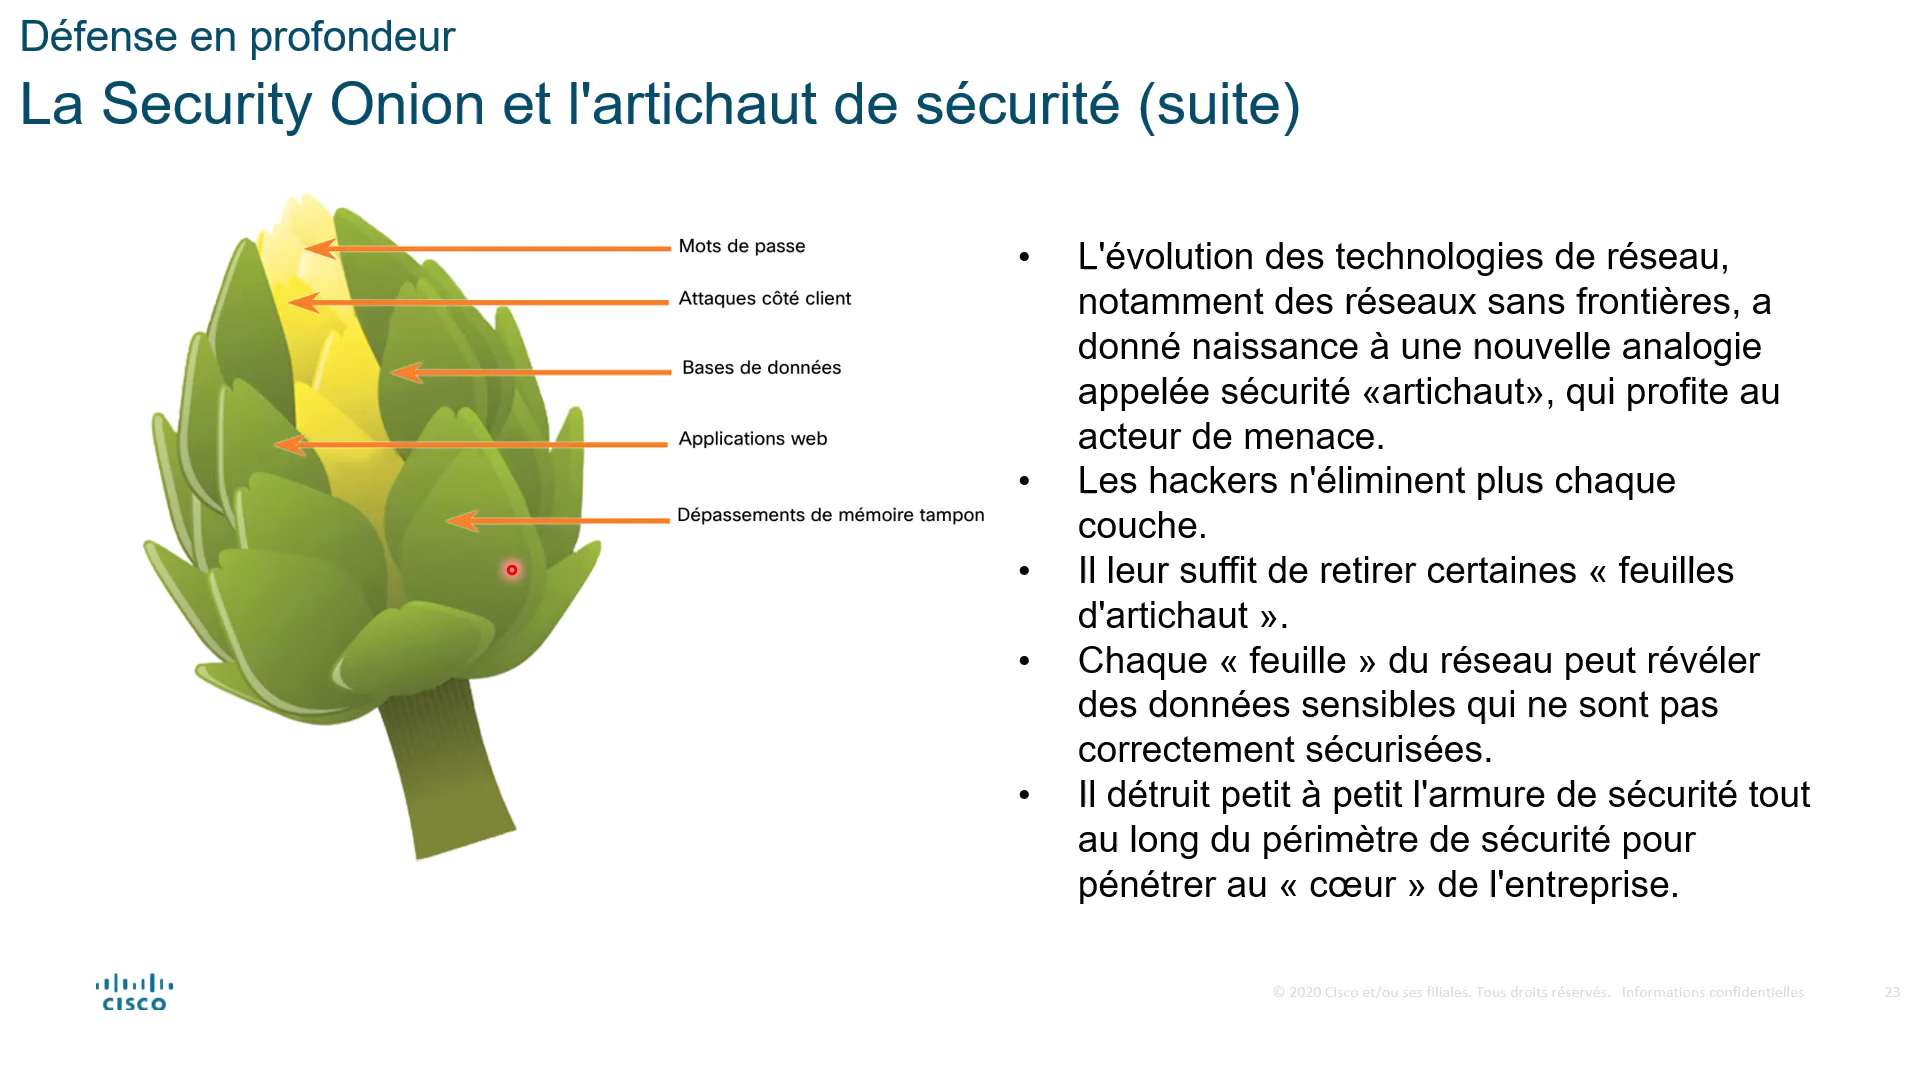 Défense en profondeur
La Security Onion et l'artichaut de sécurité (suite)
Mots de passe
Attaques côté client
Bases de données
Applications web
Dépassements de mémoire tampon
• L'évolution des technologies de réseau,
notamment des réseaux sans frontières, a
donné naissance à une nouvelle analogie
appelée sécurité «artichaut», qui profite au
acteur de menace.
• Les hackers n'éliminent plus chaque
couche.
• Il leur suffit de retirer certaines « feuilles
d'artichaut ».
• Chaque « feuille » du réseau peut révéler
des données sensibles qui ne sont pas
correctement sécurisées.
• Il détruit petit à petit l'armure de sécurité tout
au long du périmètre de sécurité pour
pénétrer au « cœur » de l'entreprise.
CISCO
© 2020 Cisco et/ou ses filiales. Tous droits réservés. Informations confidentielles
23